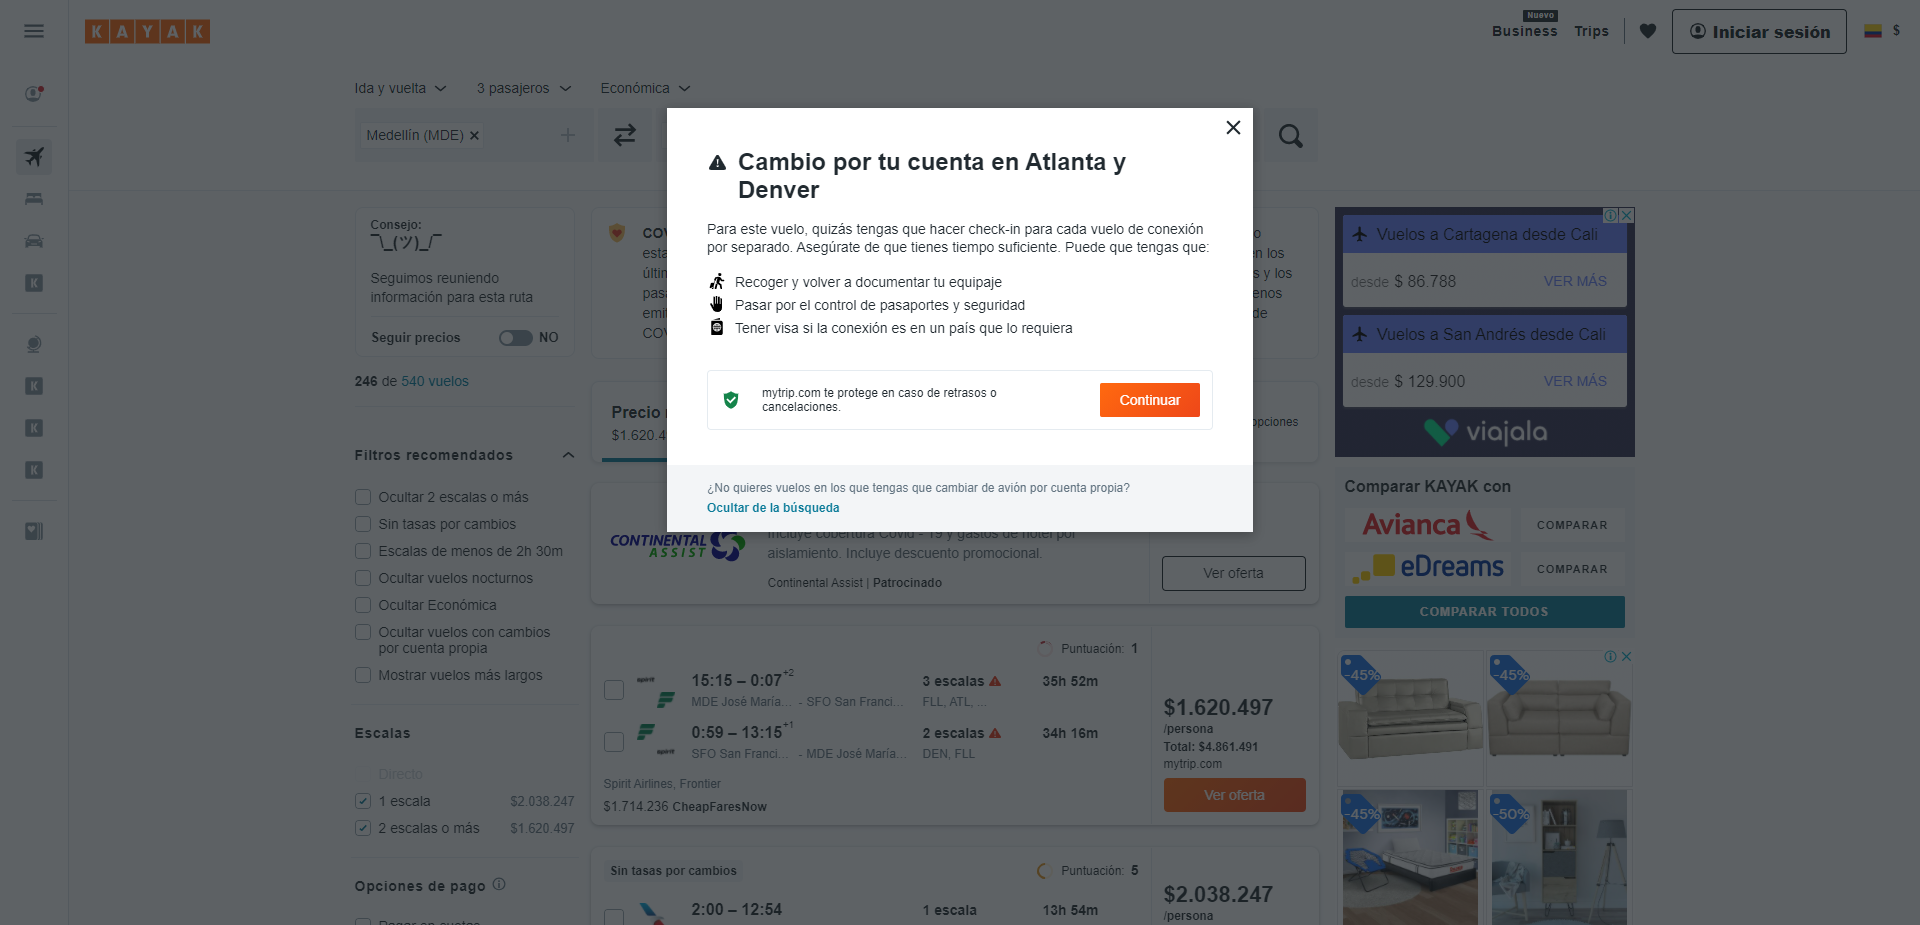 KAYAK
Nuevo
Business
Trips
Iniciar sesión
$
Ida y vuelta
3 pasajeros
Económica
Medellín (MDE)
Cambio por tu cuenta en Atlanta y
Denver
Para este vuelo, quizás tengas que hacer check-in para cada vuelo de conexión
por separado. Asegúrate de que tienes tiempo suficiente. Puede que tengas que:
Recoger y volver a documentar tu equipaje
Pasar por el control de pasaportes y seguridad
Tener visa si la conexión es en un país que lo requiera
mytrip.com te protege en caso de retrasos o
cancelaciones.
Continuar
¿No quieres vuelos en los que tengas que cambiar de avión por cuenta propia?
Ocultar de la búsqueda
Consejo:
¯\_(ツ)_/¯
Seguimos reuniendo
información para esta ruta
Seguir precios
NO
246 de 540 vuelos
Filtros recomendados
Ocultar 2 escalas o más
Sin tasas por cambios
Escalas de menos de 2h 30m
Ocultar vuelos nocturnos
Ocultar Económica
Ocultar vuelos con cambios
por cuenta propia
Mostrar vuelos más largos
Escalas
Directo
1 escala $2.038.247
2 escalas o más $1.620.497
Opciones de pago
Precio
$1.620.4
opciones
CONTINENTAL
ASSIST
Incluye cobertura Covid - 19 y gastos de hotel por
aislamiento. Incluye descuento promocional.
Continental Assist | Patrocinado
Ver oferta
Puntuación: 1
15:15 – 0:07+2
MDE José María... - SFO San Franci...
3 escalas
FLL, ATL, ...
35h 52m
0:59 – 13:15+1
SFO San Franci... - MDE José María...
2 escalas
DEN, FLL
34h 16m
Spirit Airlines, Frontier
$1.714.236 CheapFaresNow
$1.620.497
/persona
Total: $4.861.491
mytrip.com
Ver oferta
Sin tasas por cambios
Puntuación: 5
2:00 – 12:54
1 escala
13h 54m
$2.038.247
/persona
Vuelos a Cartagena desde Cali
desde $ 86.788
VER MÁS
Vuelos a San Andrés desde Cali
desde $ 129.900
VER MÁS
viajala
Comparar KAYAK con
Avianca
COMPARAR
eDreams
COMPARAR
COMPARAR TODOS
-45%
-45%
-45%
-50%